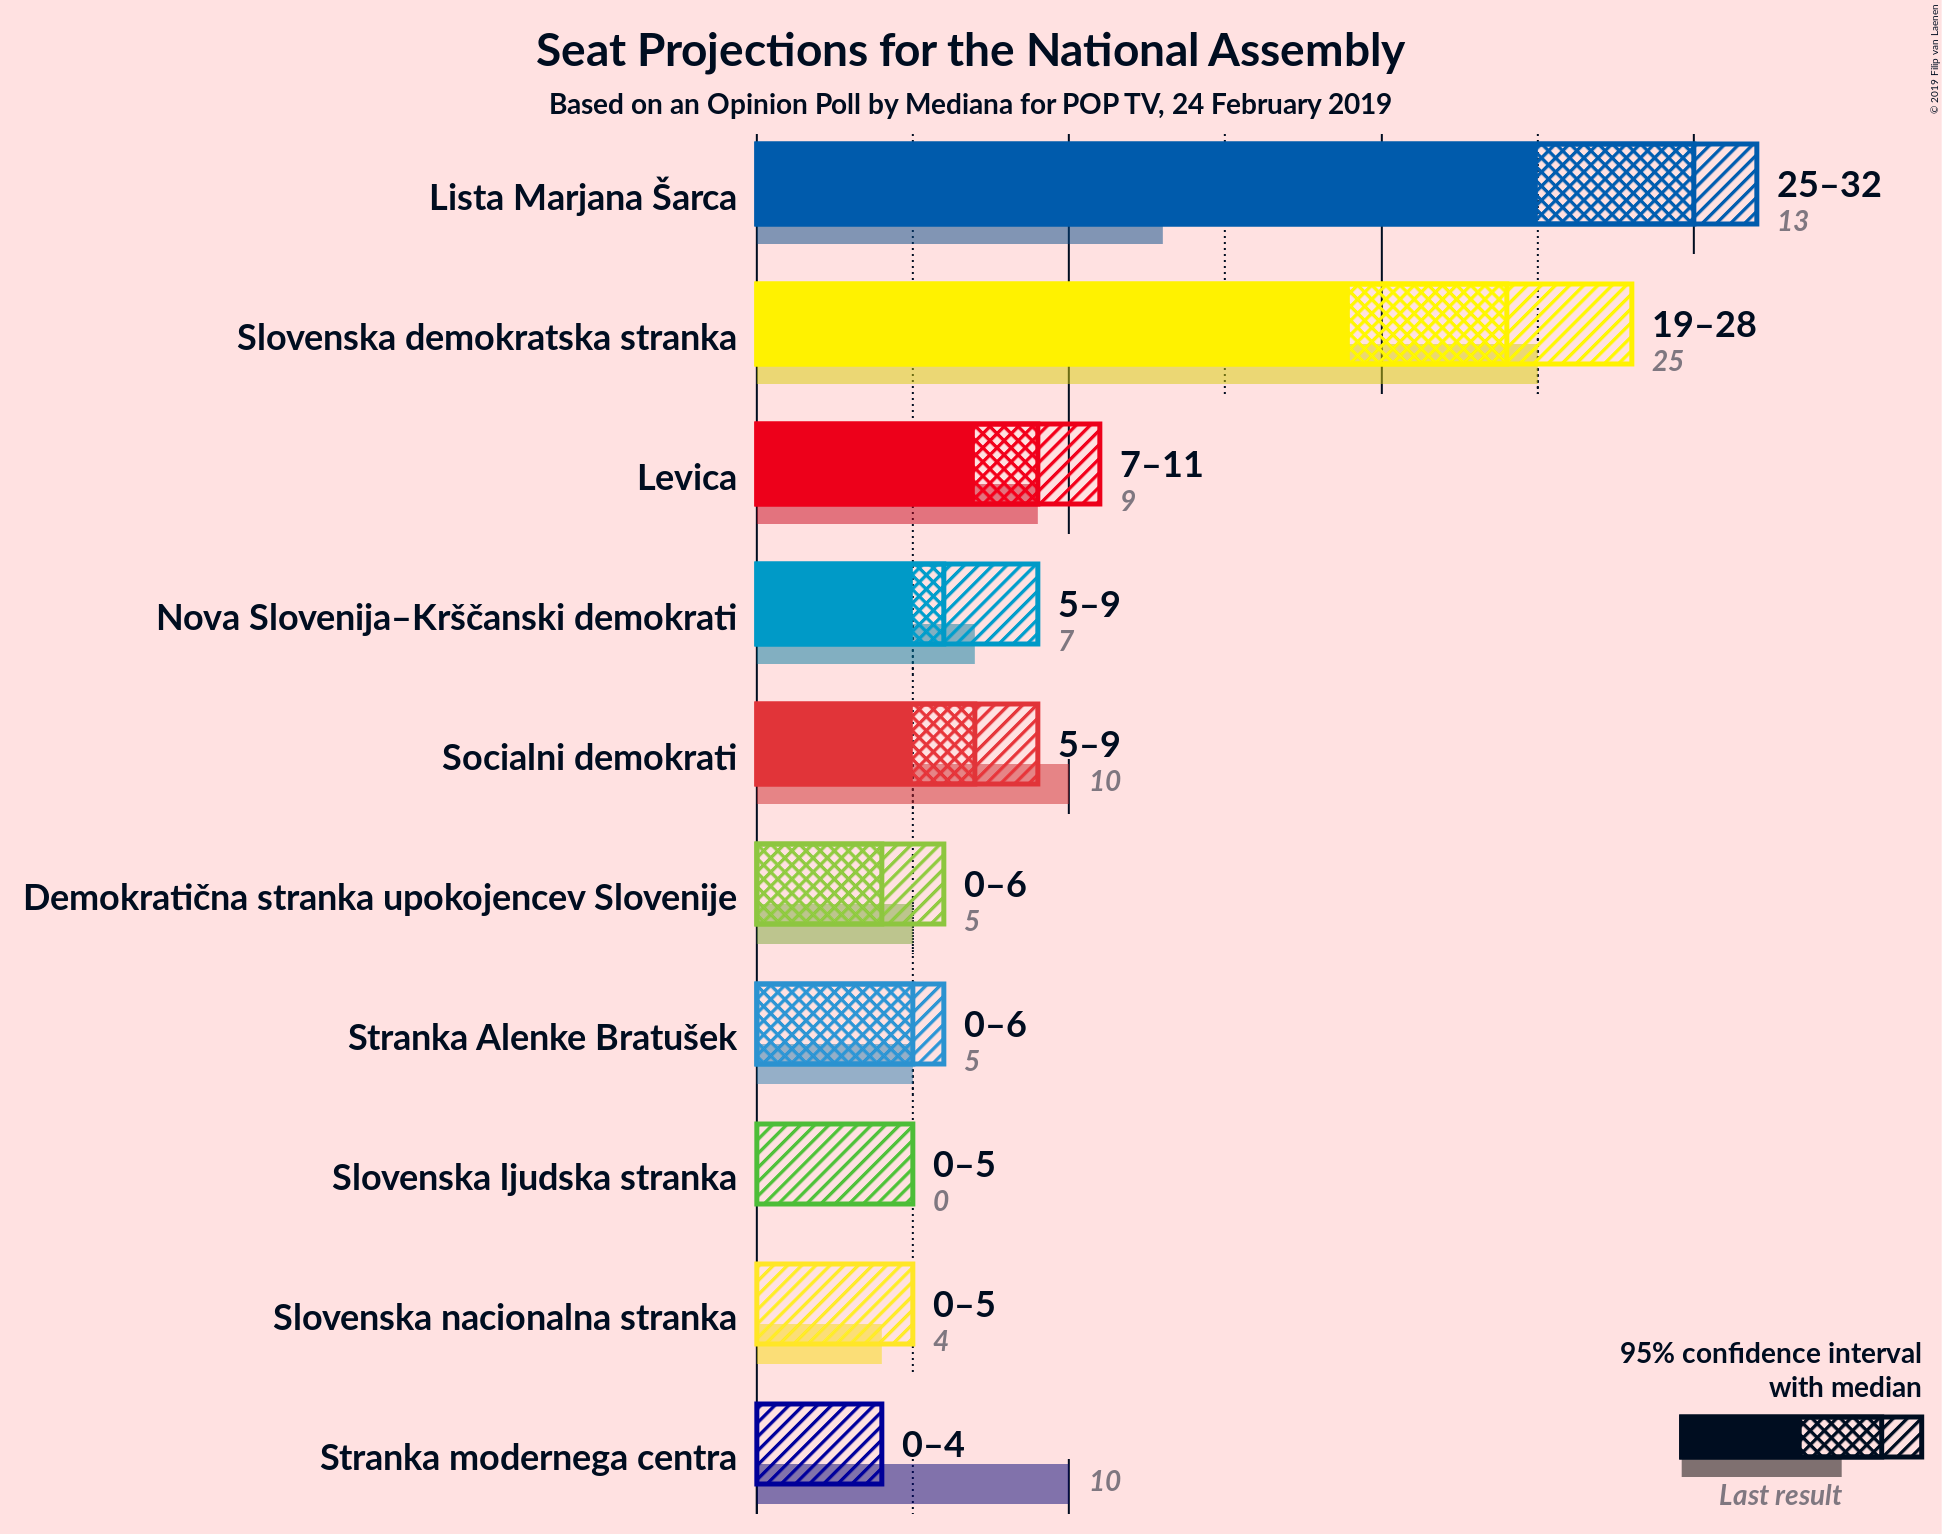 Seat Projections for the National Assembly
Based on an Opinion Poll by Mediana for POP TV, 24 February 2019
© 2019 Filip van Laenen
Lista Marjana Šarca
25–32
13
Slovenska demokratska stranka
19–28
25
Levica
7–11
9
Nova Slovenija–Krščanski demokrati
5–9
7
Socialni demokrati
5–9
10
Demokratična stranka upokojencev Slovenije
0–6
5
Stranka Alenke Bratušek
0–6
5
Slovenska ljudska stranka
0–5
0
Slovenska nacionalna stranka
0–5
4
Stranka modernega centra
0–4
10
95% confidence interval
with median
Last result